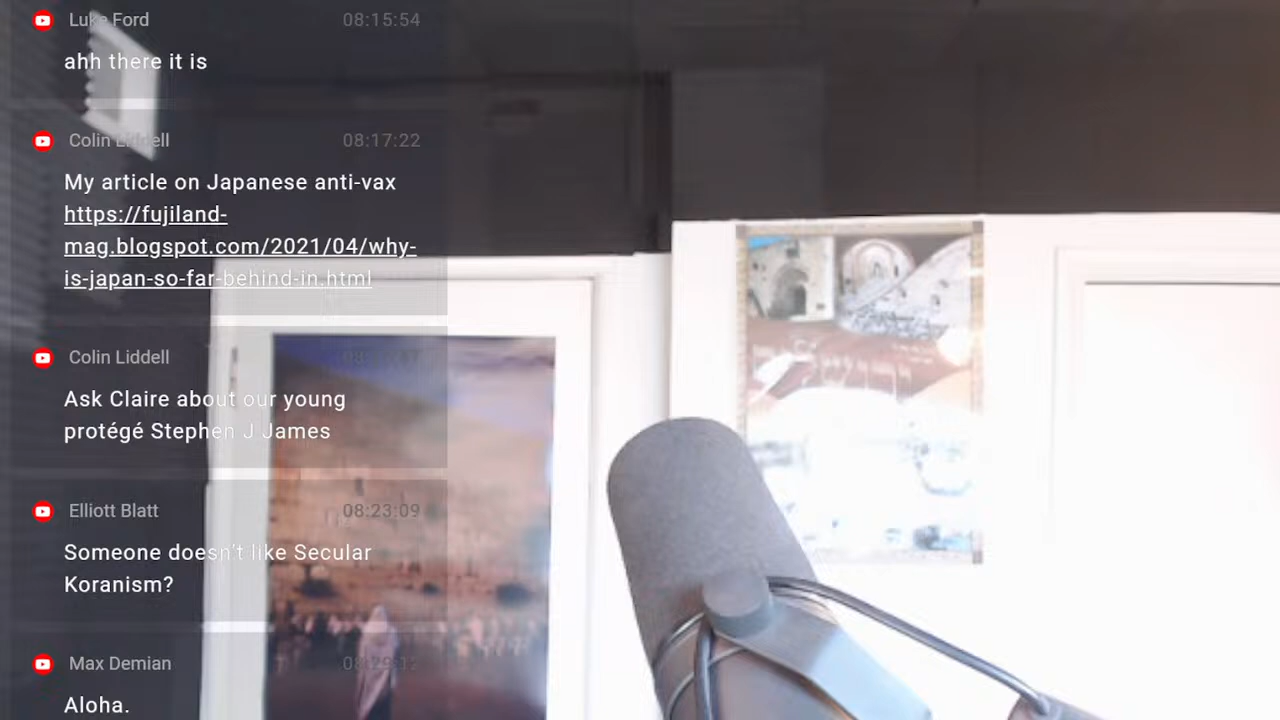 Luke Ford 08:15:54
ahh there it is
Colin Liddell 08:17:22
My article on Japanese anti-vax
https://fujiland-
mag.blogspot.com/2021/04/why-
is-japan-so-far-behind-in.html
Colin Liddell
Ask Claire about our young
protégé Stephen J James
Elliott Blatt 08:23:09
Someone doesn't like Secular
Koranism?
Max Demian 08:29:12
Aloha.